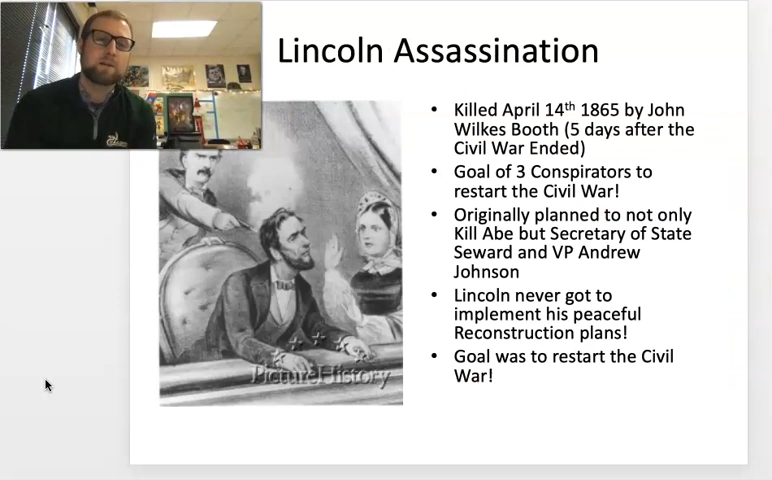 Lincoln Assassination
• Killed April 14th 1865 by John
Wilkes Booth (5 days after the
Civil War Ended)
• Goal of 3 Conspirators to
restart the Civil War!
• Originally planned to not only
Kill Abe but Secretary of State
Seward and VP Andrew
Johnson
• Lincoln never got to
implement his peaceful
Reconstruction plans!
• Goal was to restart the Civil
War!
PictureHistory